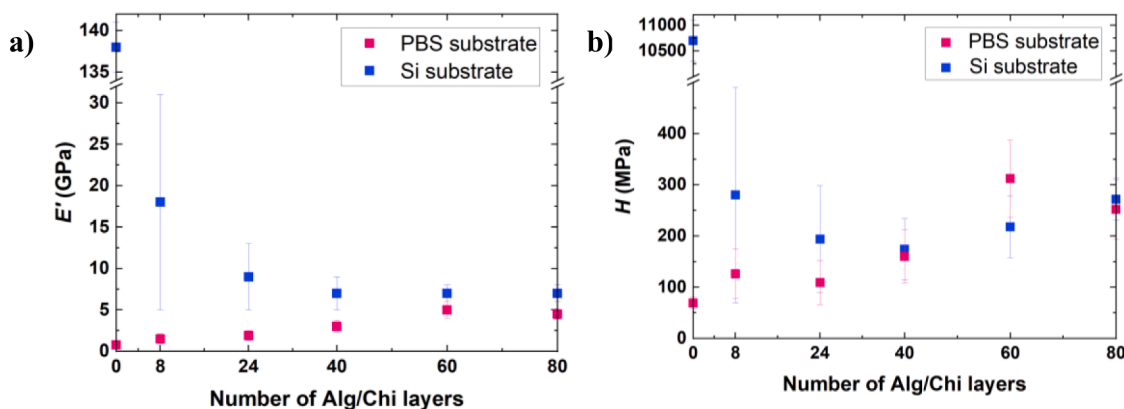 a)
140
135
30
25
20
15
10
5
0
E' (GPa)
PBS substrate
Si substrate
0 8 24 40 60 80
Number of Alg/Chi layers
b)
11000
10500
400
300
200
100
0
H (MPa)
PBS substrate
Si substrate
0 8 24 40 60 80
Number of Alg/Chi layers